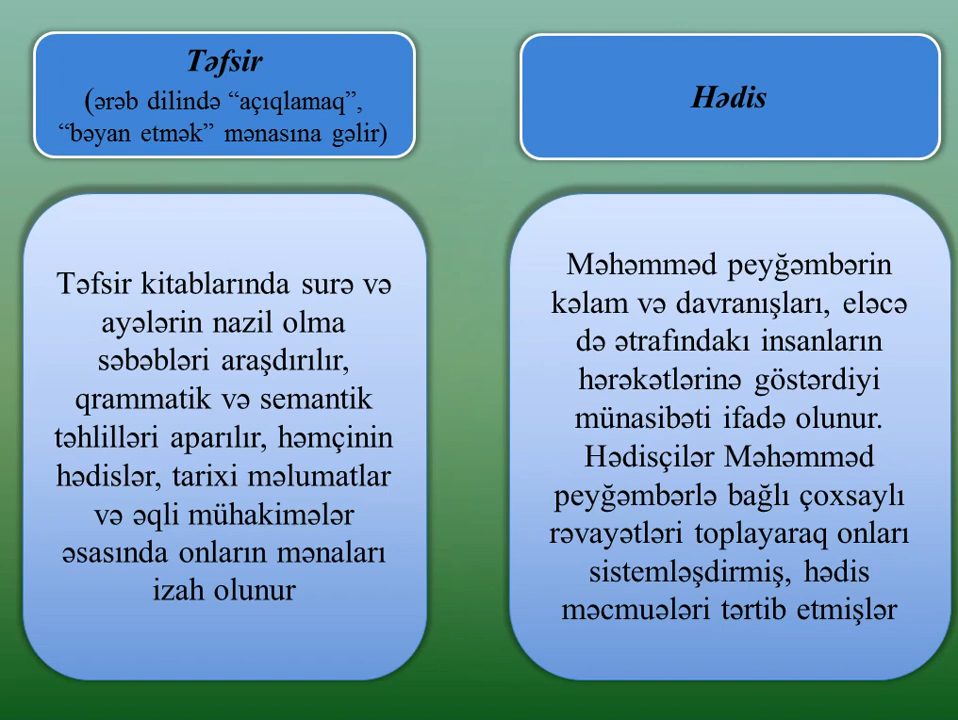 Təfsir
(ərəb dilində “açıqlamaq”,
“bəyan etmək” mənasına gəlir)
Hədis
Təfsir kitablarında surə və
ayələrin nazil olma
səbəbləri araşdırılır,
qrammatik və semantik
təhlilləri aparılır, həmçinin
hədislər, tarixi məlumatlar
və əqli mühakimələr
əsasında onların mənaları
izah olunur
Məhəmməd peyğəmbərin
kəlam və davranışları, eləcə
də ətrafındakı insanların
hərəkətlərinə göstərdiyi
münasibəti ifadə olunur.
Hədisçilər Məhəmməd
peyğəmbərlə bağlı çoxsaylı
rəvayətləri toplayaraq onları
sistemləşdirmiş, hədis
məcmuələri tərtib etmişlər